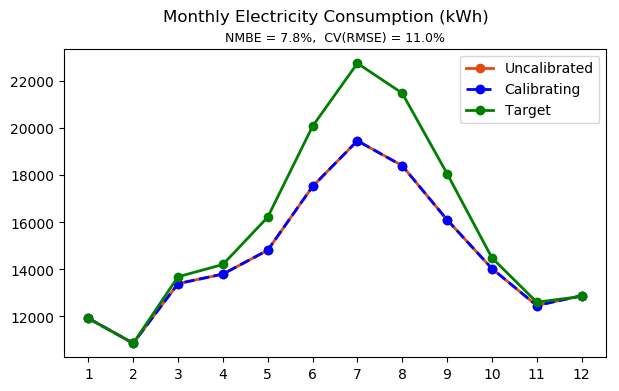 Monthly Electricity Consumption (kWh)
NMBE = 7.8%,  CV(RMSE) = 11.0%
Uncalibrated
Calibrating
Target
22000
20000
18000
16000
14000
12000
1 2 3 4 5 6 7 8 9 10 11 12